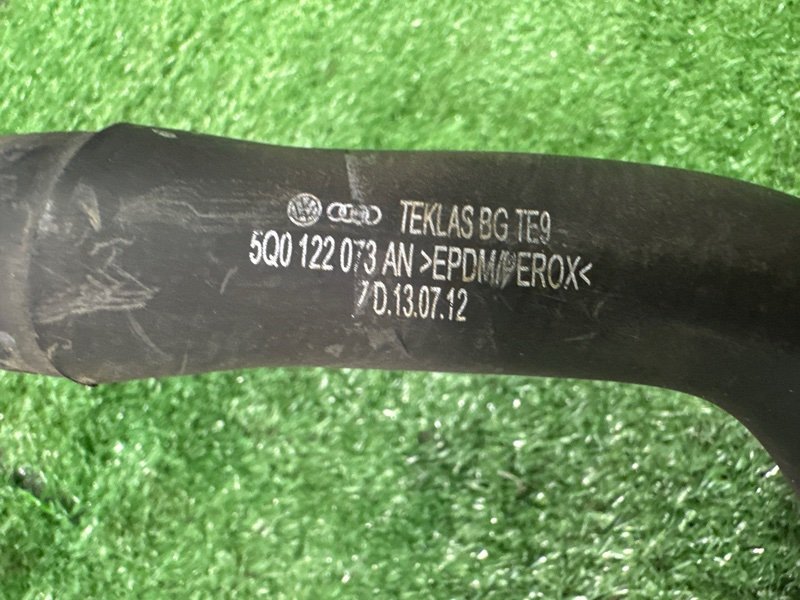 TEKLAS BG TE9
5Q0 122 073 AN >EPDM/PEROX<
/ D.13.07.12